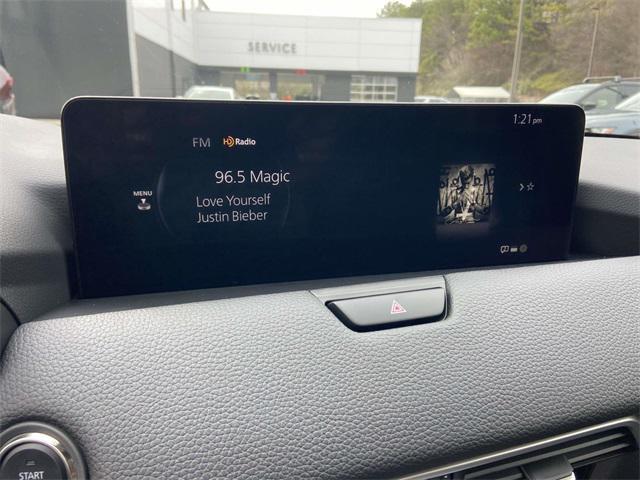 SERVICE
1:21 pm
FM HD Radio
96.5 Magic
MENU
Love Yourself
Justin Bieber
START